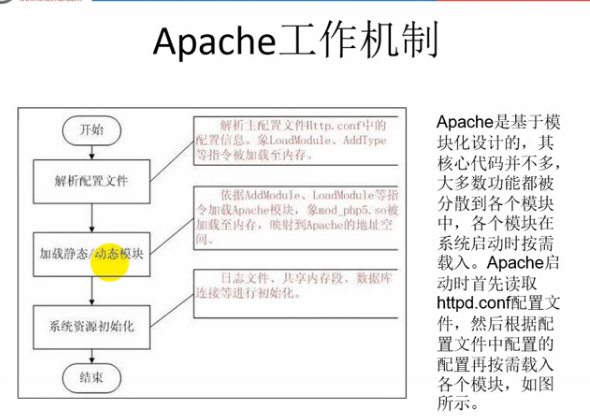 Apache工作机制
开始
解析配置文件
加载静态/动态模块
系统资源初始化
结束
解析主配置文件Http.conf中的
配置信息。象LoadModule、AddType
等指令被加载至内存。
依据AddModule、LoadModule等指
令加载Apache模块，象mod_php5.so被
加载至内存，映射到Apache的地址空
间。
日志文件、共享内存段、数据库
连接等进行初始化。
Apache是基于模
块化设计的，其
核心代码并不多，
大多数功能都被
分散到各个模块
中，各个模块在
系统启动时按需
载入。Apache启
动时首先读取
httpd.conf配置文
件，然后根据配
置文件中配置的
配置再按需载入
各个模块，如图
所示。